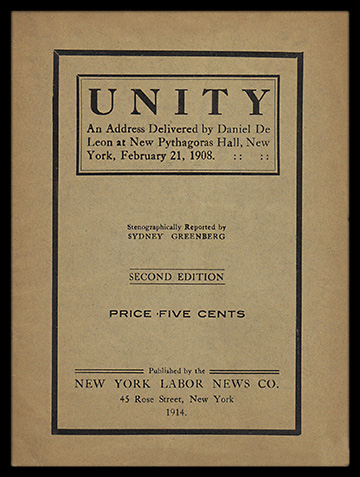 UNITY
An Address Delivered by Daniel De
Leon at New Pythagoras Hall, New
York, February 21, 1908. :: ::
Stenographically Reported by
SYDNEY GREENBERG
SECOND EDITION
PRICE · FIVE CENTS
Published by the
NEW YORK LABOR NEWS CO.
45 Rose Street, New York
1914.